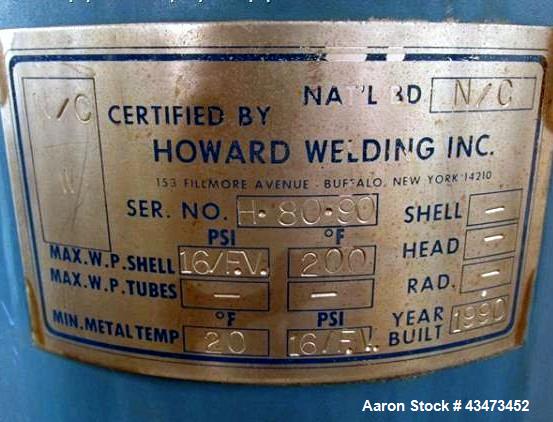 N/C
NAT'L BD N/C
CERTIFIED BY
HOWARD WELDING INC.
153 FILLMORE AVENUE - BUFFALO, NEW YORK 14210
SER. NO. H-80-90
SHELL -
PSI °F
MAX.W.P.SHELL 16/F.V. 200
HEAD -
MAX.W.P.TUBES - -
RAD. -
°F PSI
MIN.METAL TEMP 20 16/F.V.
YEAR BUILT 1990
Aaron Stock # 43473452